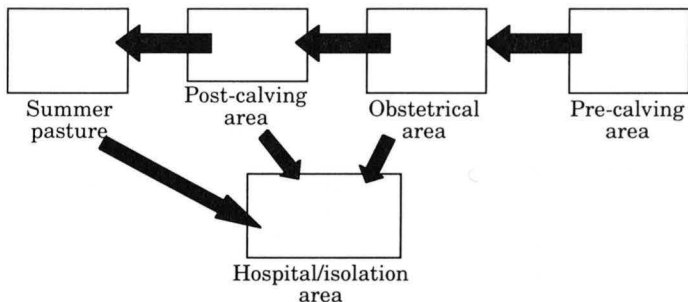 Summer
pasture
Post-calving
area
Obstetrical
area
Pre-calving
area
Hospital/isolation
area